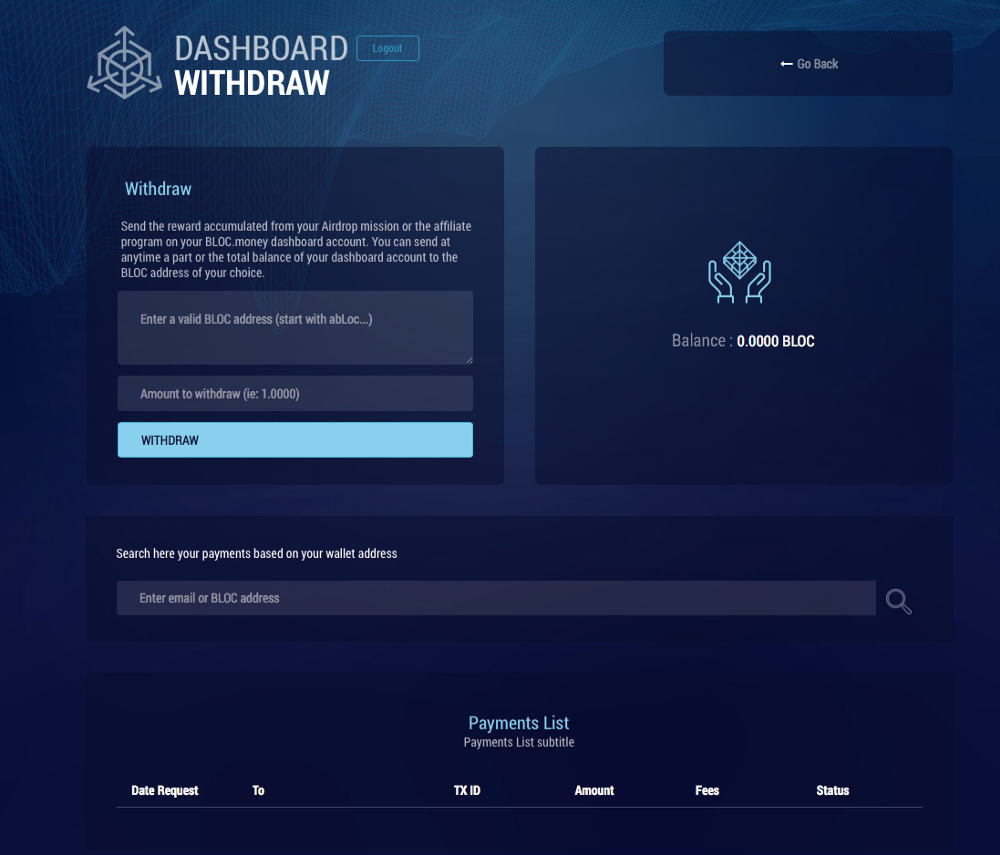 DASHBOARD
Logout
WITHDRAW
Go Back
Withdraw
Send the reward accumulated from your Airdrop mission or the affiliate
program on your BLOC.money dashboard account. You can send at
anytime a part or the total balance of your dashboard account to the
BLOC address of your choice.
Enter a valid BLOC address (start with abLoc...)
Amount to withdraw (ie: 1.0000)
WITHDRAW
Balance : 0.0000 BLOC
Search here your payments based on your wallet address
Enter email or BLOC address
Payments List
Payments List subtitle
Date Request To TX ID Amount Fees Status